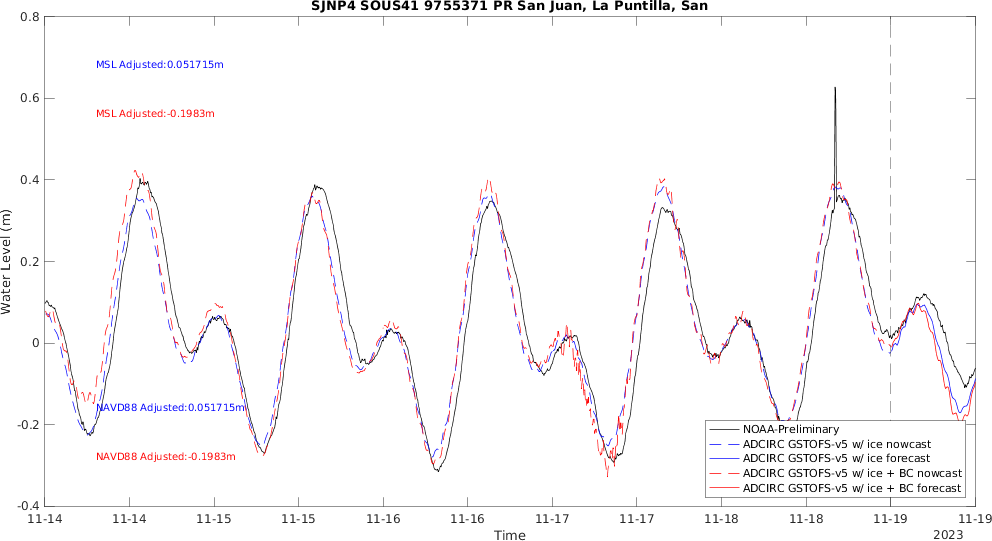 SJNP4 SOUS41 9755371 PR San Juan, La Puntilla, San
0.8
MSL Adjusted:0.051715m
0.6
MSL Adjusted:-0.1983m
0.4
0.2
Water Level (m)
0
NAVD88 Adjusted:0.051715m
-0.2
NAVD88 Adjusted:-0.1983m
NOAA-Preliminary
ADCIRC GSTOFS-v5 w/ ice nowcast
ADCIRC GSTOFS-v5 w/ ice forecast
ADCIRC GSTOFS-v5 w/ ice + BC nowcast
ADCIRC GSTOFS-v5 w/ ice + BC forecast
-0.4
11-14 11-14 11-15 11-15 11-16 11-16 11-17 11-17 11-18 11-18 11-19 11-19
Time
2023